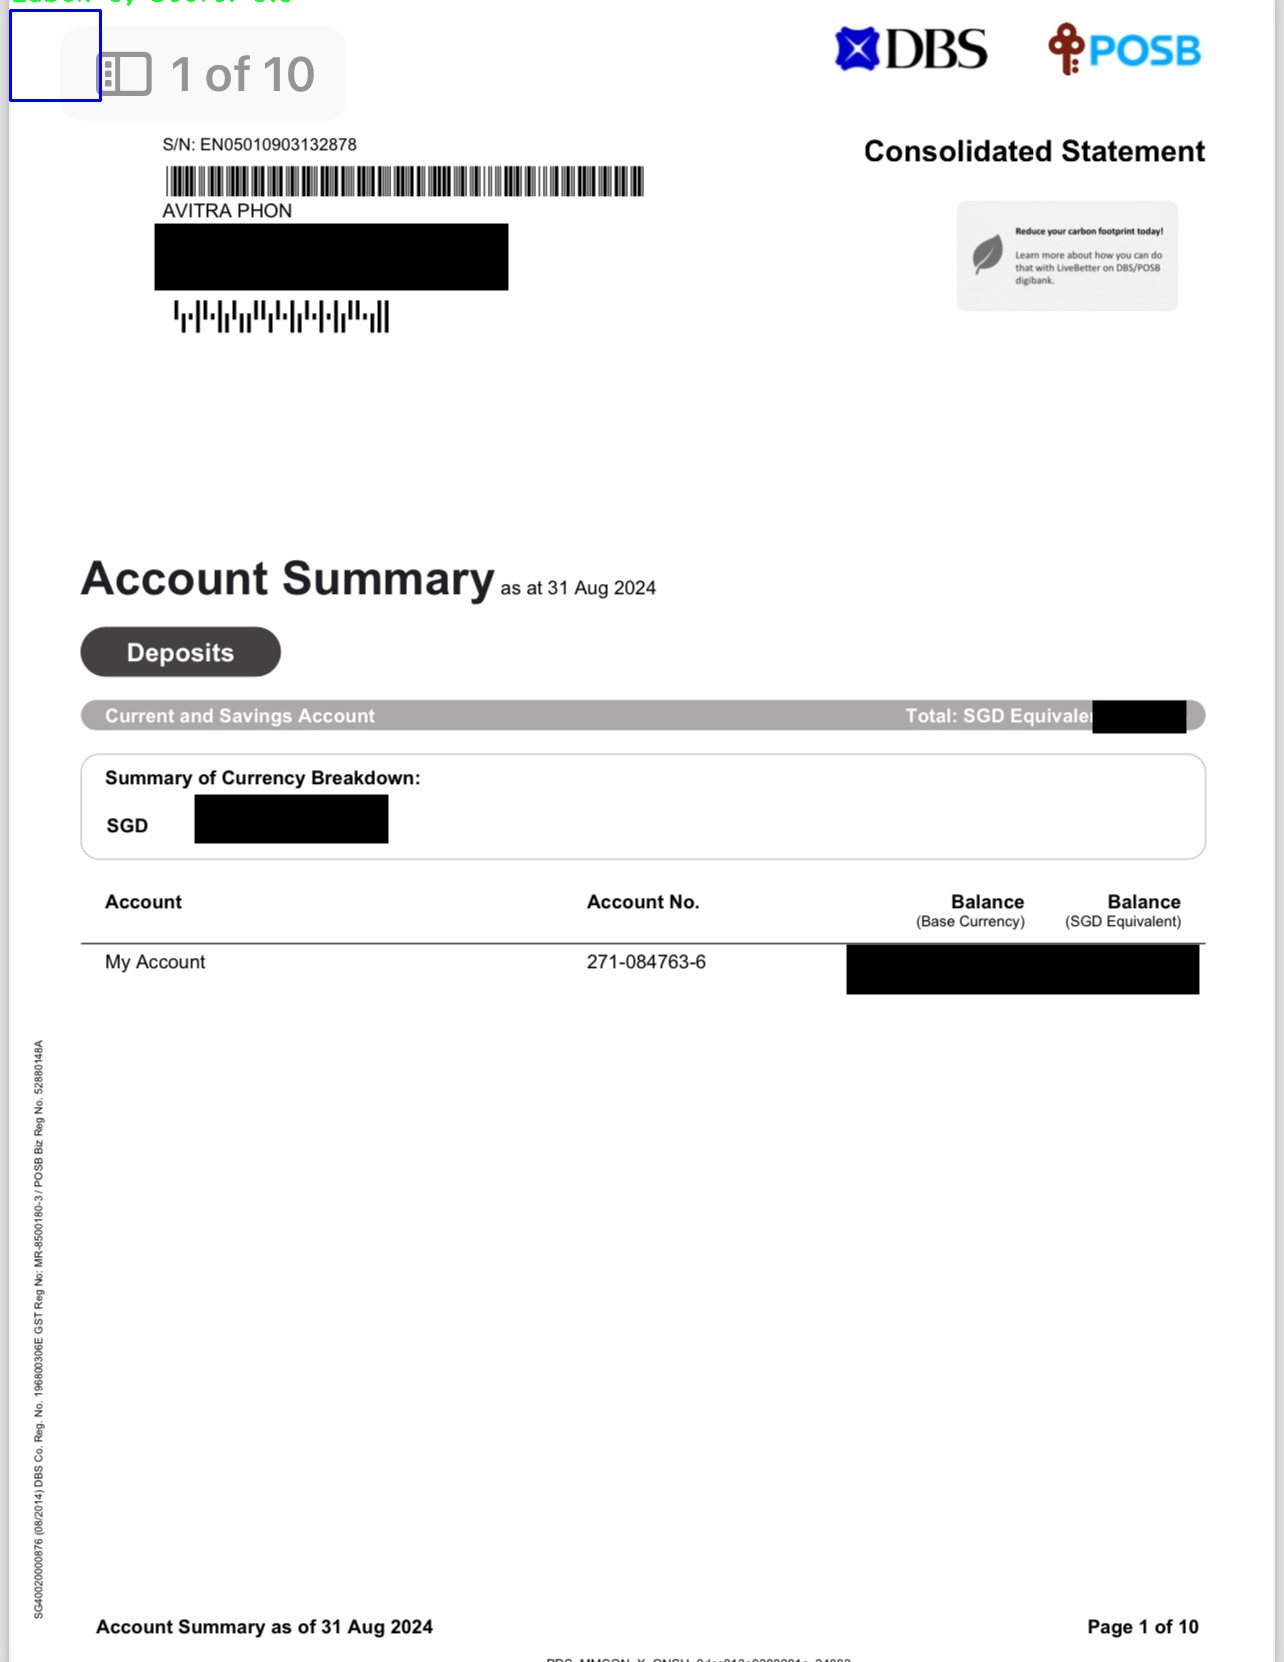 1 of 10
DBS
POSB
S/N: EN05010903132878
Consolidated Statement
AVITRA PHON
Reduce your carbon footprint today!
Learn more about how you can do
that with LiveBetter on DBS/POSB
digibank.
Account Summary as at 31 Aug 2024
Deposits
Current and Savings Account Total: SGD
Summary of Currency Breakdown:
SGD
Account Account No. Balance Balance
(Base Currency) (SGD Equivalent)
My Account 271-084763-6
SG40020000876 (08/2014) DBS Co. Reg. No. 196800306E GST Reg No: MR-8500180-3 / POSB Biz Reg No. 52880148A
Account Summary as of 31 Aug 2024 Page 1 of 10